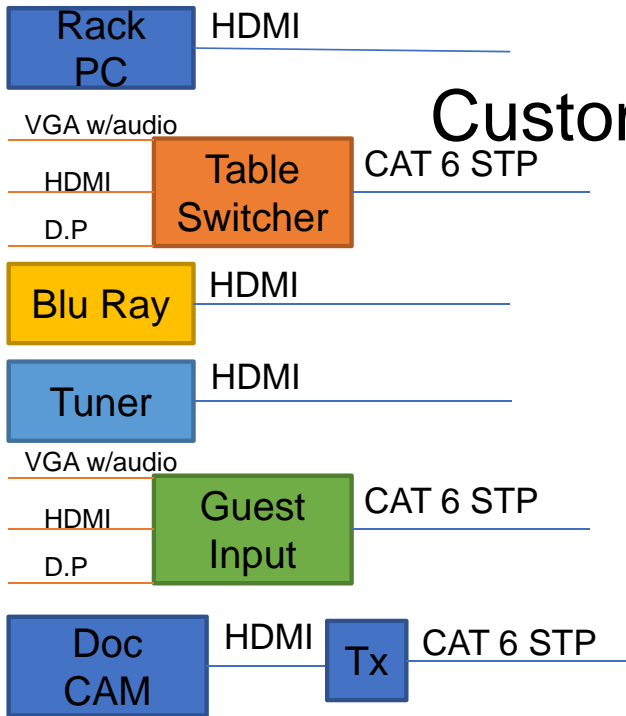 Rack
PC
HDMI
Custor
VGA w/audio
HDMI
D.P
Table
Switcher
CAT 6 STP
Blu Ray
HDMI
Tuner
HDMI
VGA w/audio
HDMI
D.P
Guest
Input
CAT 6 STP
Doc
CAM
HDMI
Tx
CAT 6 STP